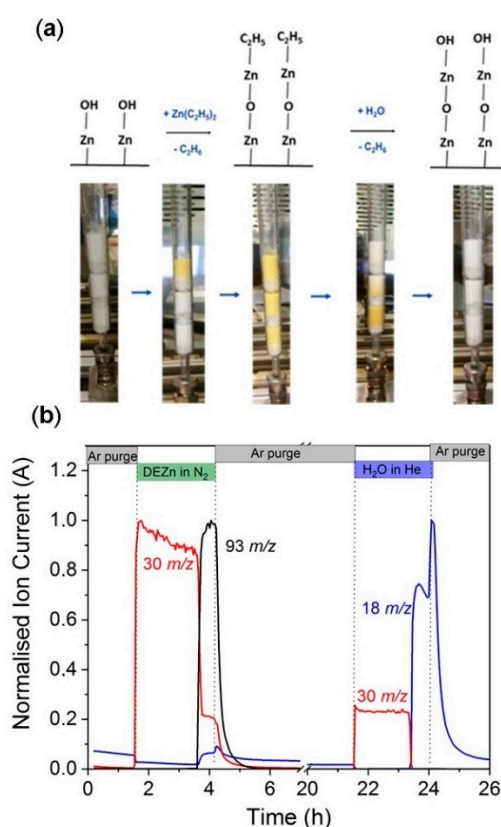 (a)
C₂H₅ C₂H₅
OH OH
Zn Zn
OH OH
+ Zn(C₂H₅)₂
Zn Zn
+ H₂O
O O
- C₂H₆
O O
- C₂H₆
Zn Zn
Zn Zn
Zn Zn
(b)
Ar purge
Ar purge
Ar purge
DEZn in N₂
H₂O in He
1.2
1.0
93 m/z
30 m/z
0.8
18 m/z
0.6
0.4
30 m/z
0.2
0.0
0 2 4 6 20 22 24 26
Normalised Ion Current (A)
Time (h)